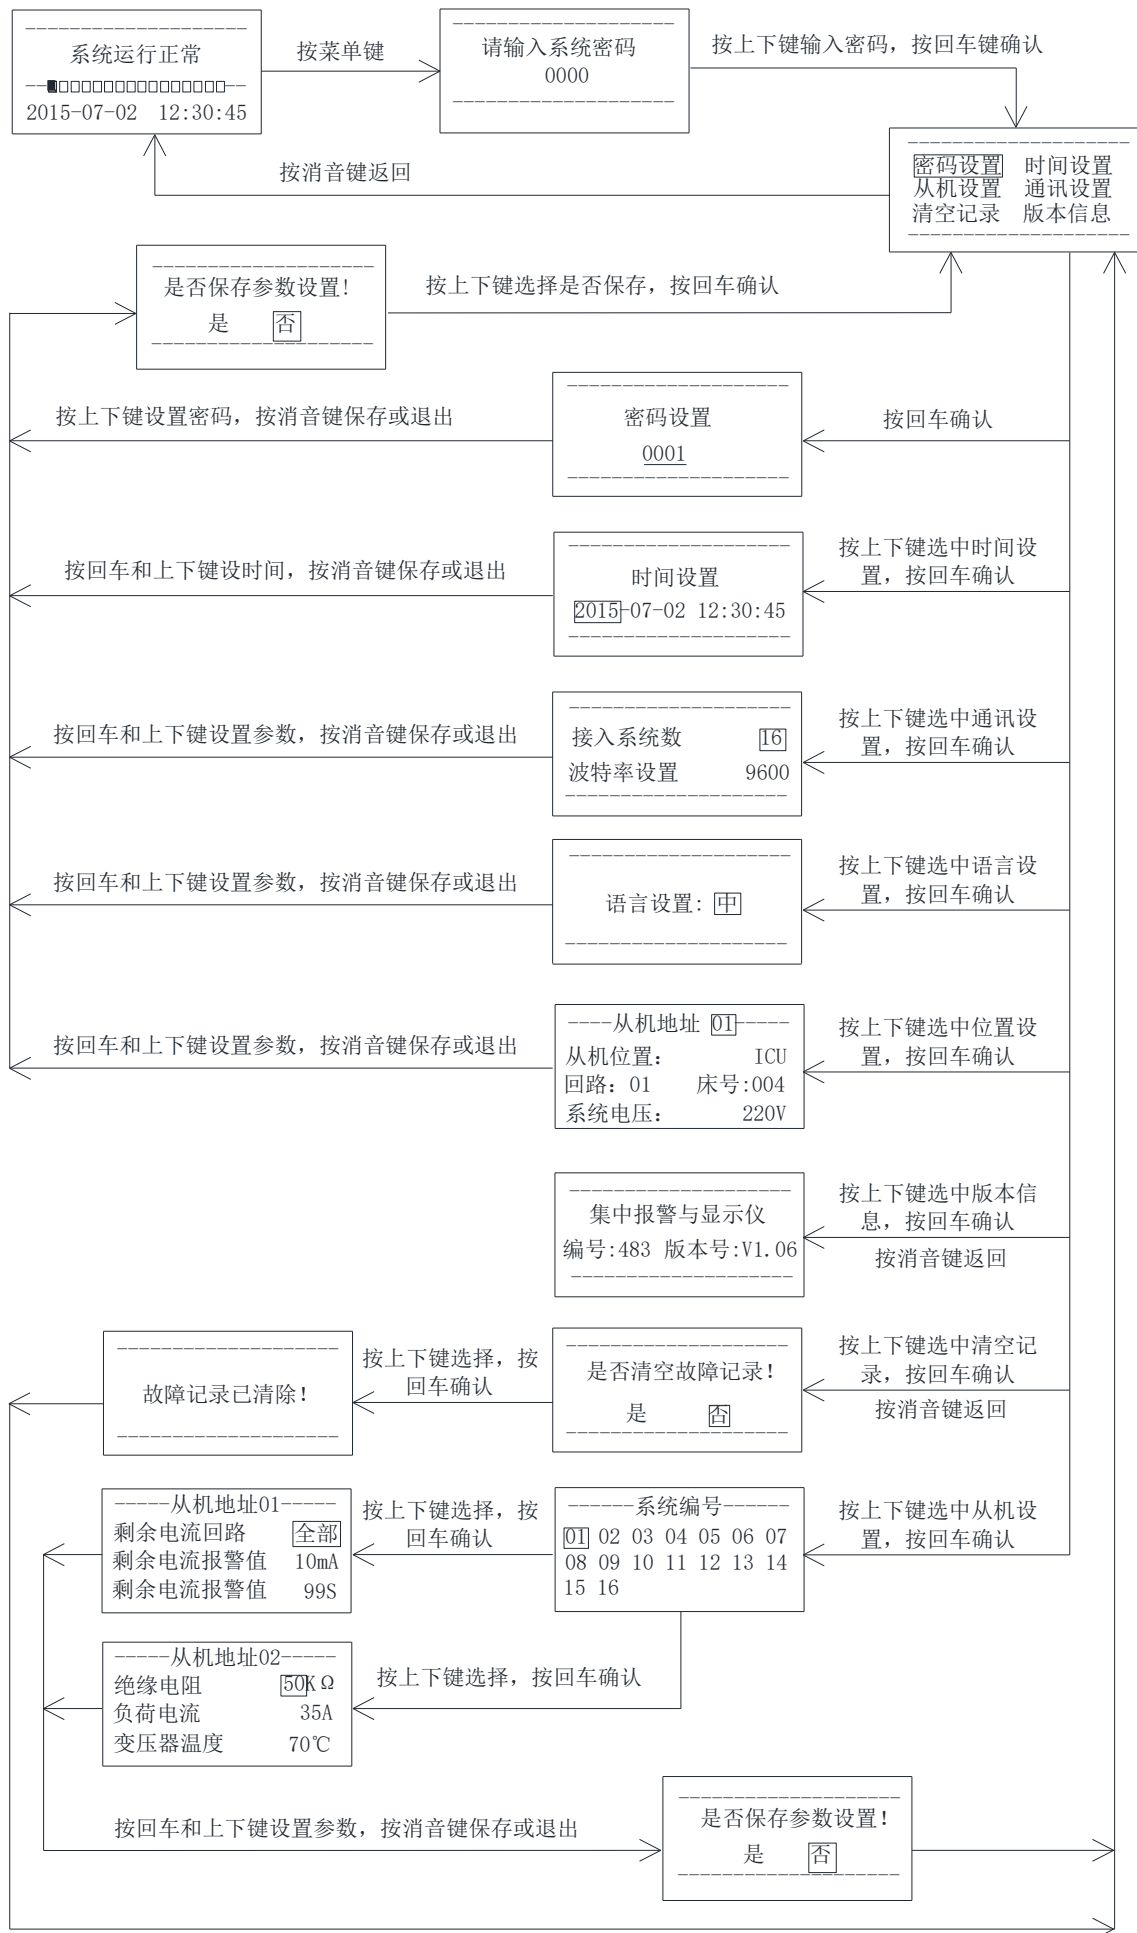 系统运行正常
2015-07-02 12:30:45
按菜单键
请输入系统密码
0000
按上下键输入密码，按回车键确认
密码设置 时间设置
从机设置 通讯设置
清空记录 版本信息
按消音键返回
是否保存参数设置!
是 否
按上下键选择是否保存，按回车确认
按上下键设置密码，按消音键保存或退出
密码设置
0001
按回车确认
按回车和上下键设时间，按消音键保存或退出
时间设置
2015-07-02 12:30:45
按上下键选中时间设
置，按回车确认
按回车和上下键设置参数，按消音键保存或退出
接入系统数 16
波特率设置 9600
按上下键选中通讯设
置，按回车确认
按回车和上下键设置参数，按消音键保存或退出
语言设置: 中
按上下键选中语言设
置，按回车确认
按回车和上下键设置参数，按消音键保存或退出
----从机地址 01-----
从机位置: ICU
回路: 01 床号:004
系统电压: 220V
按上下键选中位置设
置，按回车确认
集中报警与显示仪
编号:483 版本号:V1.06
按上下键选中版本信
息，按回车确认
按消音键返回
故障记录已清除!
按上下键选择，按
回车确认
是否清空故障记录!
是 否
按上下键选中清空记
录，按回车确认
按消音键返回
-----从机地址01-----
剩余电流回路 全部
剩余电流报警值 10mA
剩余电流报警值 99S
按上下键选择，按
回车确认
------系统编号------
01 02 03 04 05 06 07
08 09 10 11 12 13 14
15 16
按上下键选中从机设
置，按回车确认
-----从机地址02-----
绝缘电阻 50KΩ
负荷电流 35A
变压器温度 70℃
按上下键选择，按回车确认
按回车和上下键设置参数，按消音键保存或退出
是否保存参数设置!
是 否